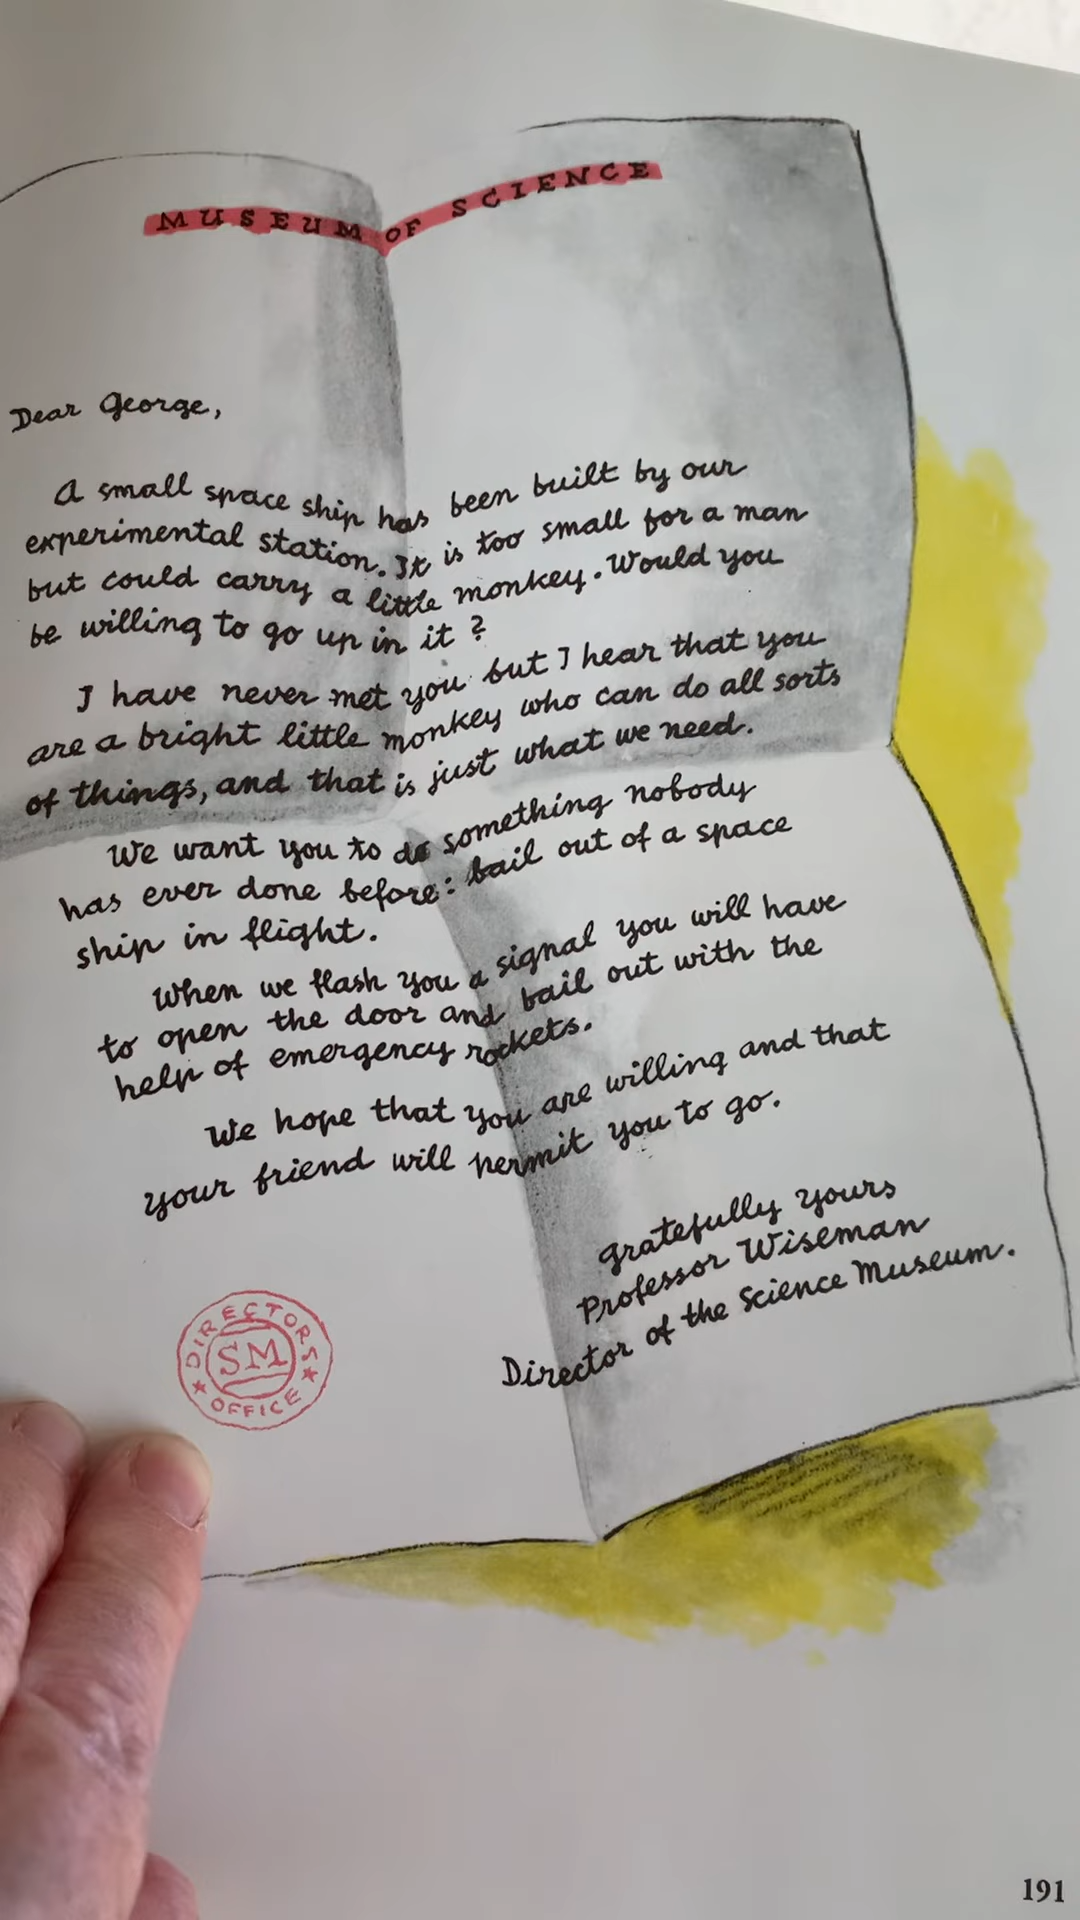 MUSEUM OF SCIENCE
Dear George,
A small space ship has been built by our
experimental station. It is too small for a man
but could carry a little monkey. Would you
be willing to go up in it?
I have never met you but I hear that you
are a bright little monkey who can do all sorts
of things, and that is just what we need.
We want you to do something nobody
has ever done before: bail out of a space
ship in flight.
When we flash you a signal you will have
to open the door and bail out with the
help of emergency rockets.
We hope that you are willing and that
your friend will permit you to go.
Gratefully yours
Professor Wiseman
Director of the Science Museum.
DIRECTORS
SM
OFFICE
191